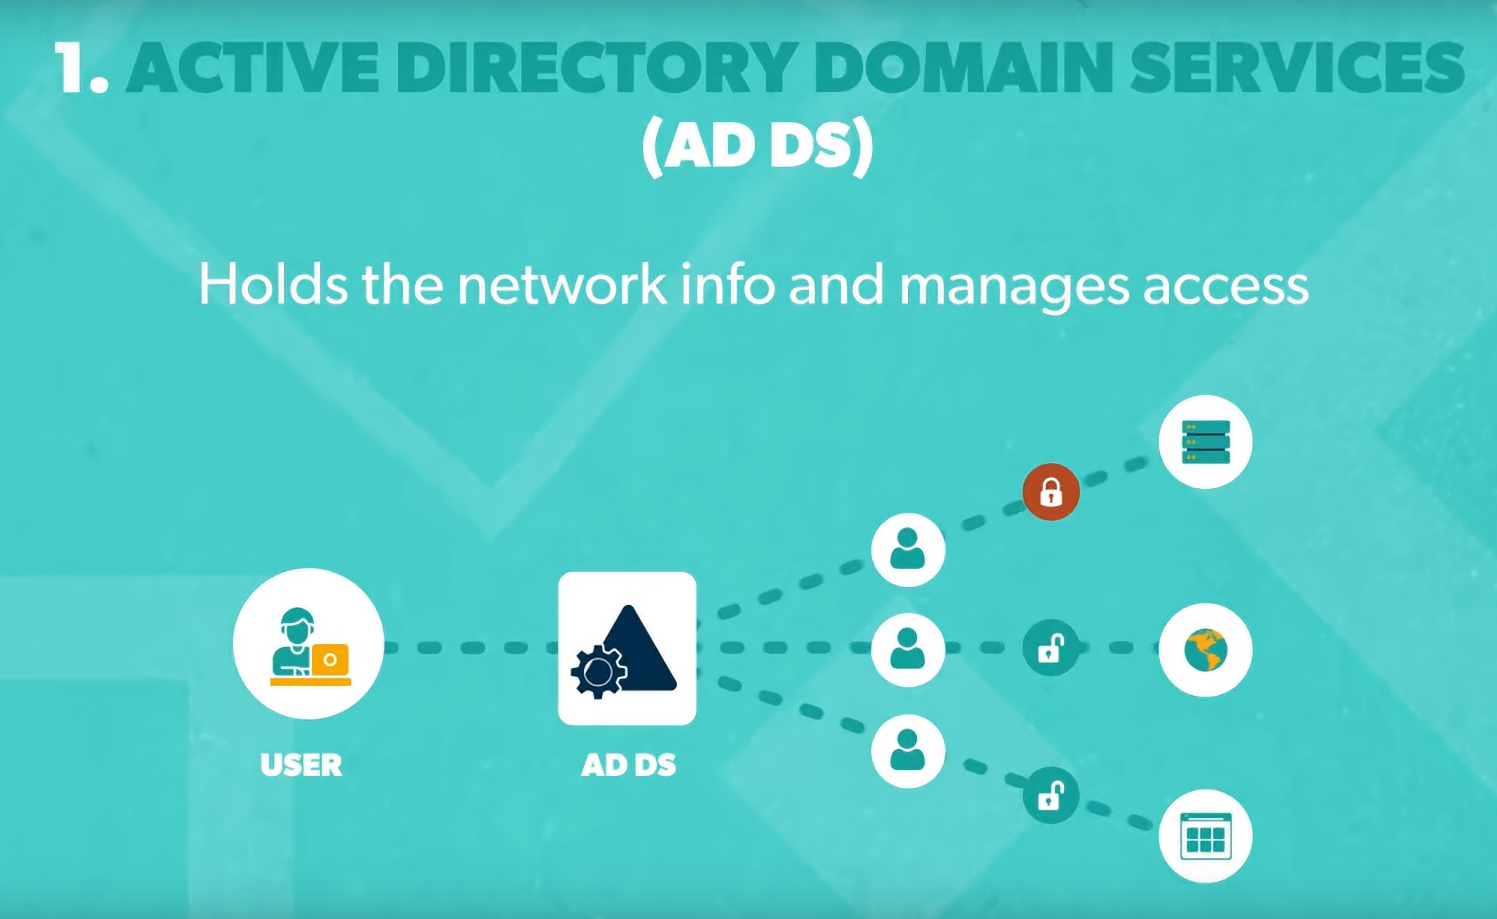 1. ACTIVE DIRECTORY DOMAIN SERVICES
(AD DS)
Holds the network info and manages access
USER
AD DS